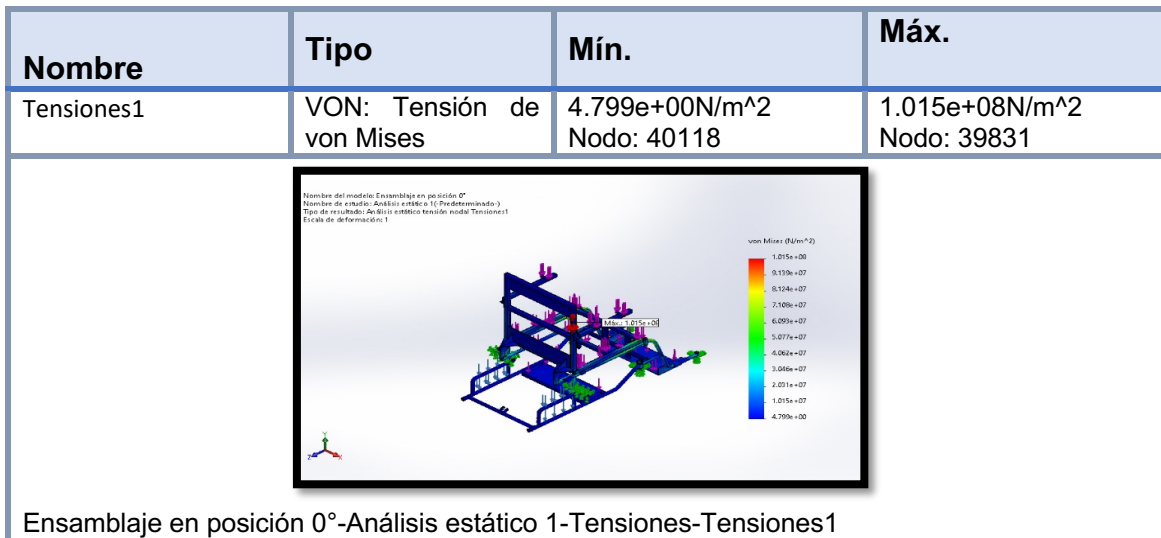 Nombre
Tipo
Mín.
Máx.
Tensiones1
VON: Tensión de
von Mises
4.799e+00N/m^2
Nodo: 40118
1.015e+08N/m^2
Nodo: 39831
Nombre del modelo: Ensamblaje en posición 0°
Nombre de estudio: Análisis estático 1(-Predeterminado-)
Tipo de resultado: Análisis estático tensión nodal Tensiones1
Escala de deformación: 1
von Mises (N/m^2)
1.015e+08
9.139e+07
8.124e+07
7.108e+07
6.093e+07
5.077e+07
4.062e+07
3.046e+07
2.031e+07
1.015e+07
4.799e+00
Máx.: 1.015e+08
Y
Z
X
Ensamblaje en posición 0°-Análisis estático 1-Tensiones-Tensiones1